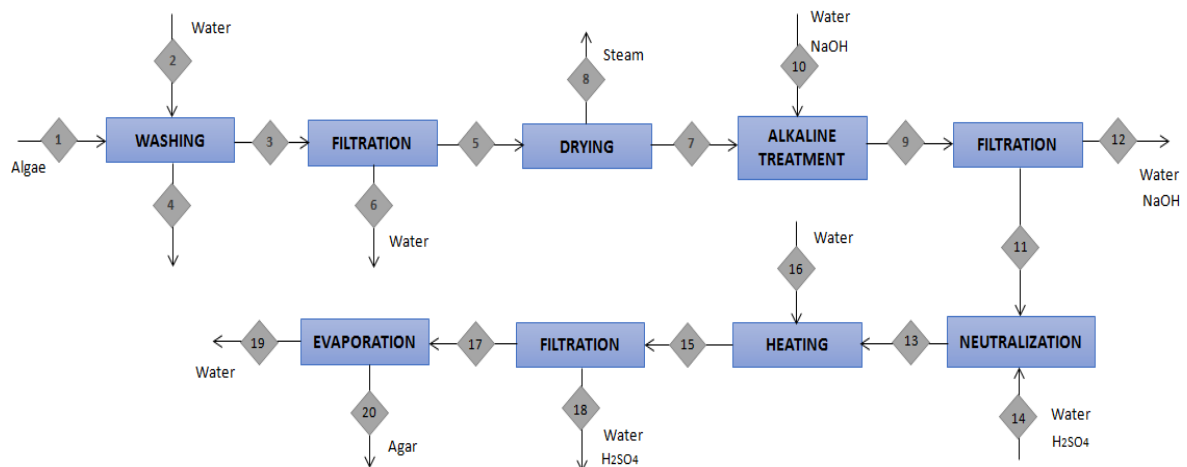 Water
2
1
Algae
WASHING
4
3
FILTRATION
6
Water
5
DRYING
8
Steam
7
Water
NaOH
10
ALKALINE
TREATMENT
9
FILTRATION
12
Water
NaOH
11
NEUTRALIZATION
14
Water
H2SO4
13
HEATING
16
Water
15
FILTRATION
18
Water
H2SO4
17
EVAPORATION
19
Water
20
Agar